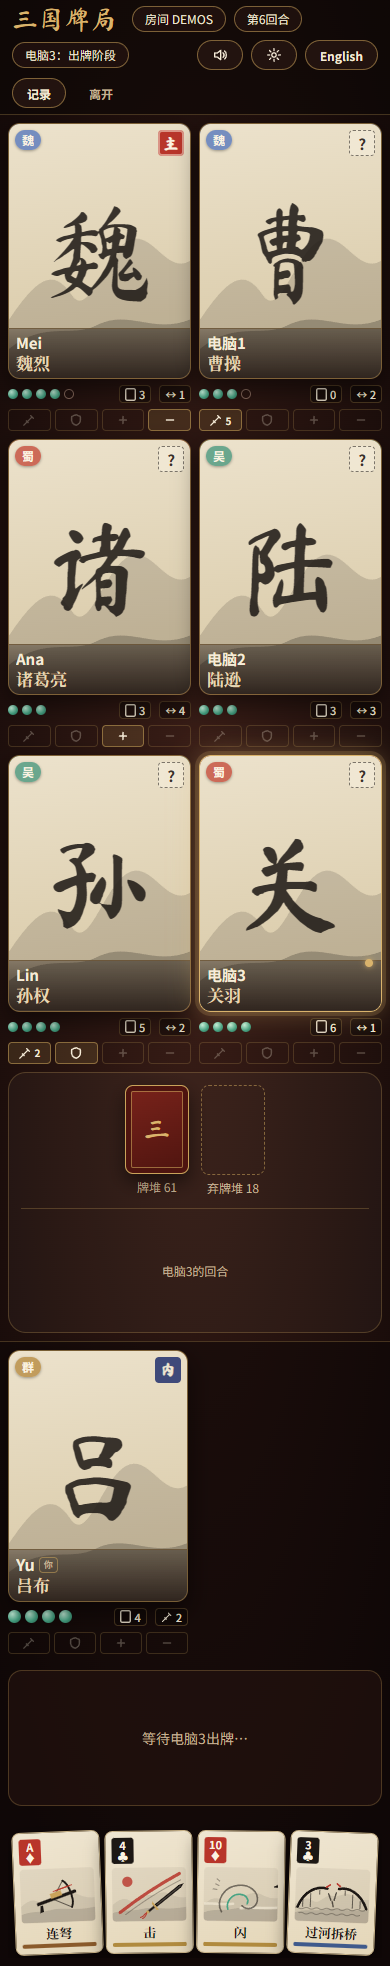 三国牌局 房间 DEMOS 第6回合
电脑3：出牌阶段 English
记录 离开
魏 主 魏 ?
魏 曹
Mei 电脑1
魏烈 曹操
3 ↔1 0 ↔2
+ − 5 + −
蜀 ? 吴 ?
诸 陆
Ana 电脑2
诸葛亮 陆逊
3 ↔4 3 ↔3
+ − + −
吴 ? 蜀 ?
孙 关
Lin 电脑3
孙权 关羽
5 ↔2 6 ↔1
2 + − + −
三
牌堆 61 弃牌堆 18
电脑3的回合
群 内
吕
Yu 你
吕布
4 2
+ −
等待电脑3出牌…
A♦ 4♣ 10♦ 3♣
连弩 击 闪 过河拆桥